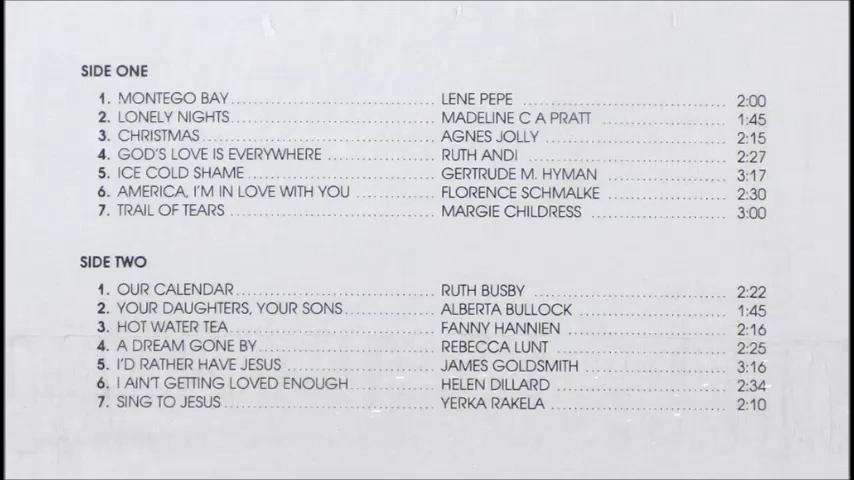 SIDE ONE
1. MONTEGO BAY LENE PEPE 2:00
2. LONELY NIGHTS MADELINE C A PRATT 1:45
3. CHRISTMAS AGNES JOLLY 2:15
4. GOD'S LOVE IS EVERYWHERE RUTH ANDI 2:27
5. ICE COLD SHAME GERTRUDE M. HYMAN 3:17
6. AMERICA, I'M IN LOVE WITH YOU FLORENCE SCHMALKE 2:30
7. TRAIL OF TEARS MARGIE CHILDRESS 3:00
SIDE TWO
1. OUR CALENDAR RUTH BUSBY 2:22
2. YOUR DAUGHTERS, YOUR SONS ALBERTA BULLOCK 1:45
3. HOT WATER TEA FANNY HANNIEN 2:16
4. A DREAM GONE BY REBECCA LUNT 2:25
5. I'D RATHER HAVE JESUS JAMES GOLDSMITH 3:16
6. I AIN'T GETTING LOVED ENOUGH HELEN DILLARD 2:34
7. SING TO JESUS YERKA RAKELA 2:10